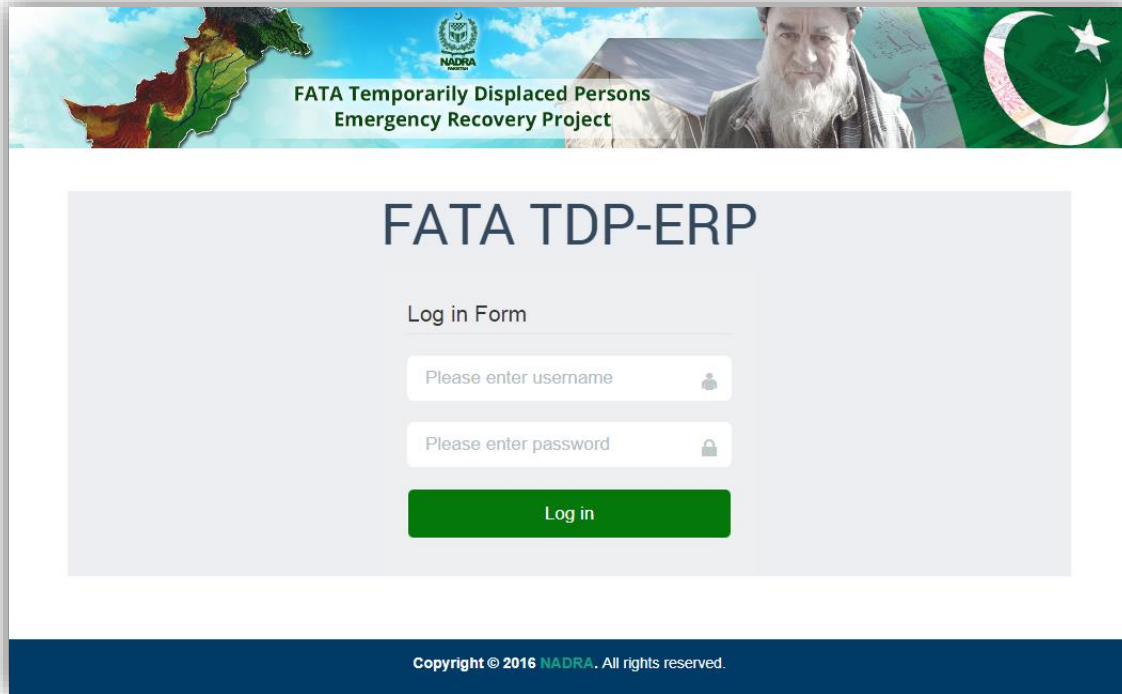 NADRA
PAKISTAN
FATA Temporarily Displaced Persons
Emergency Recovery Project
FATA TDP-ERP
Log in Form
Please enter username
Please enter password
Log in
Copyright © 2016 NADRA. All rights reserved.